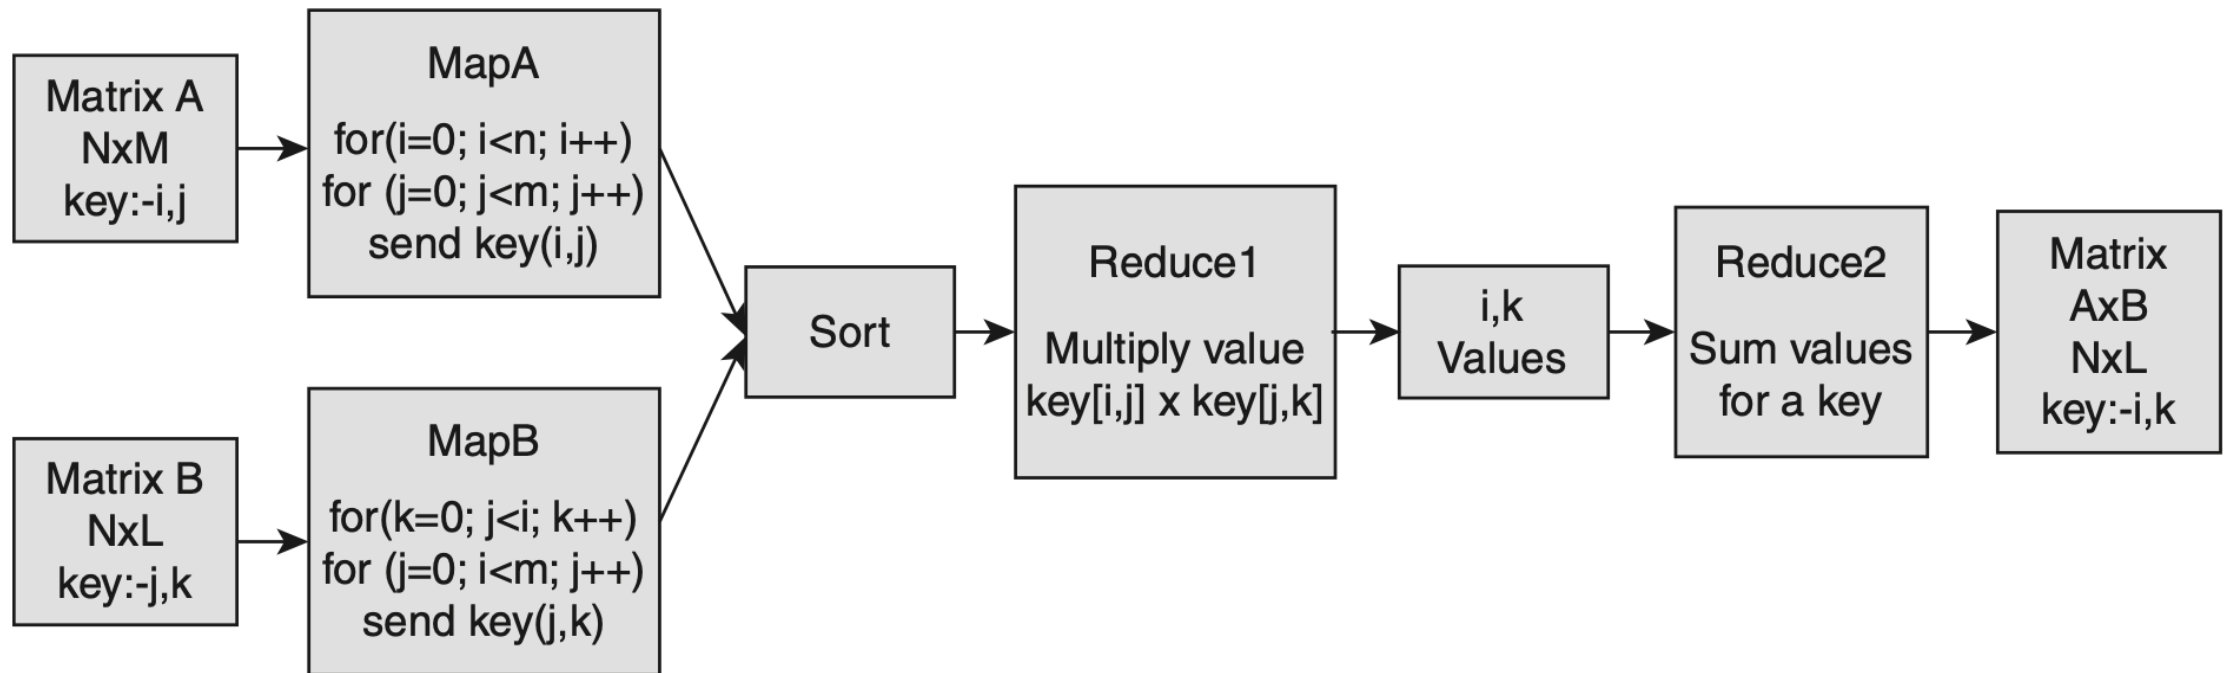 Matrix A
NxM
key:-i,j
MapA
for(i=0; i<n; i++)
for (j=0; j<m; j++)
send key(i,j)
Matrix B
NxL
key:-j,k
MapB
for(k=0; j<i; k++)
for (j=0; i<m; j++)
send key(j,k)
Sort
Reduce1
Multiply value
key[i,j] x key[j,k]
i,k
Values
Reduce2
Sum values
for a key
Matrix
AxB
NxL
key:-i,k